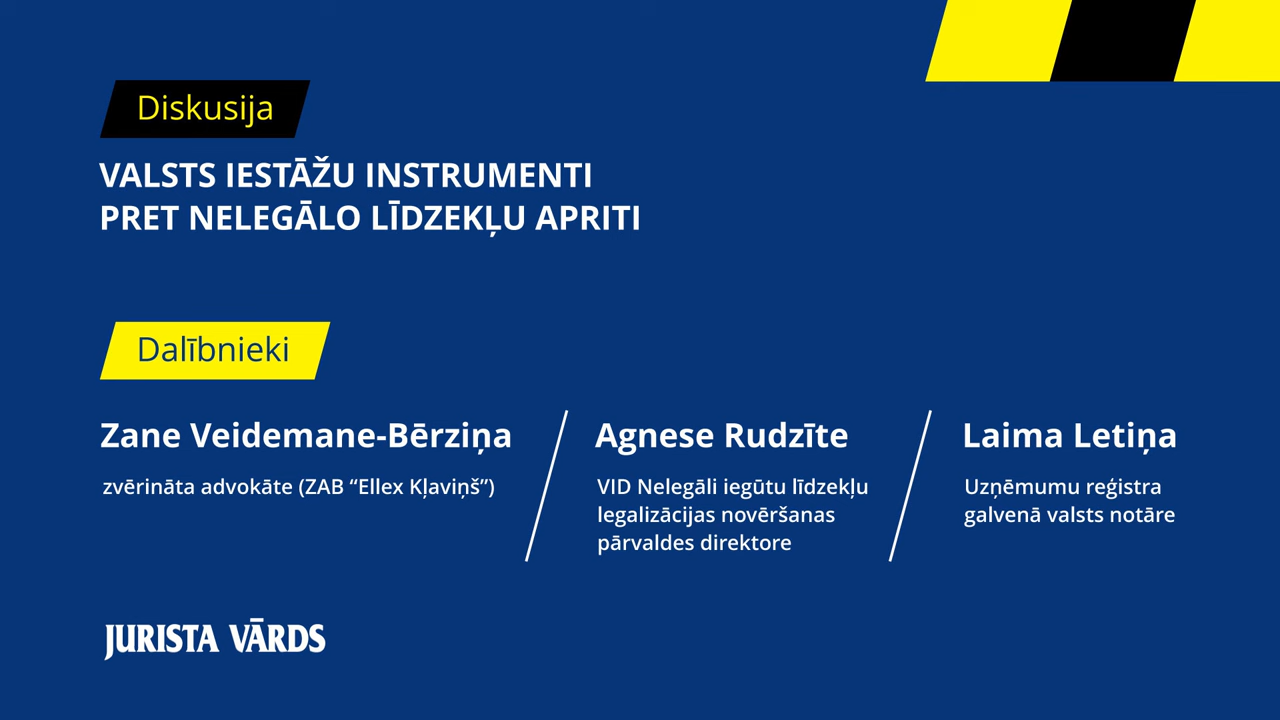 Diskusija
VALSTS IESTĀŽU INSTRUMENTI
PRET NELEGĀLO LĪDZEKĻU APRITI
Dalībnieki
Zane Veidemane-Bērziņa
zvērināta advokāte (ZAB “Ellex Kļaviņš”)
Agnese Rudzīte
VID Nelegāli iegūtu līdzekļu
legalizācijas novēršanas
pārvaldes direktore
Laima Letiņa
Uzņēmumu reģistra
galvenā valsts notāre
JURISTA VĀRDS